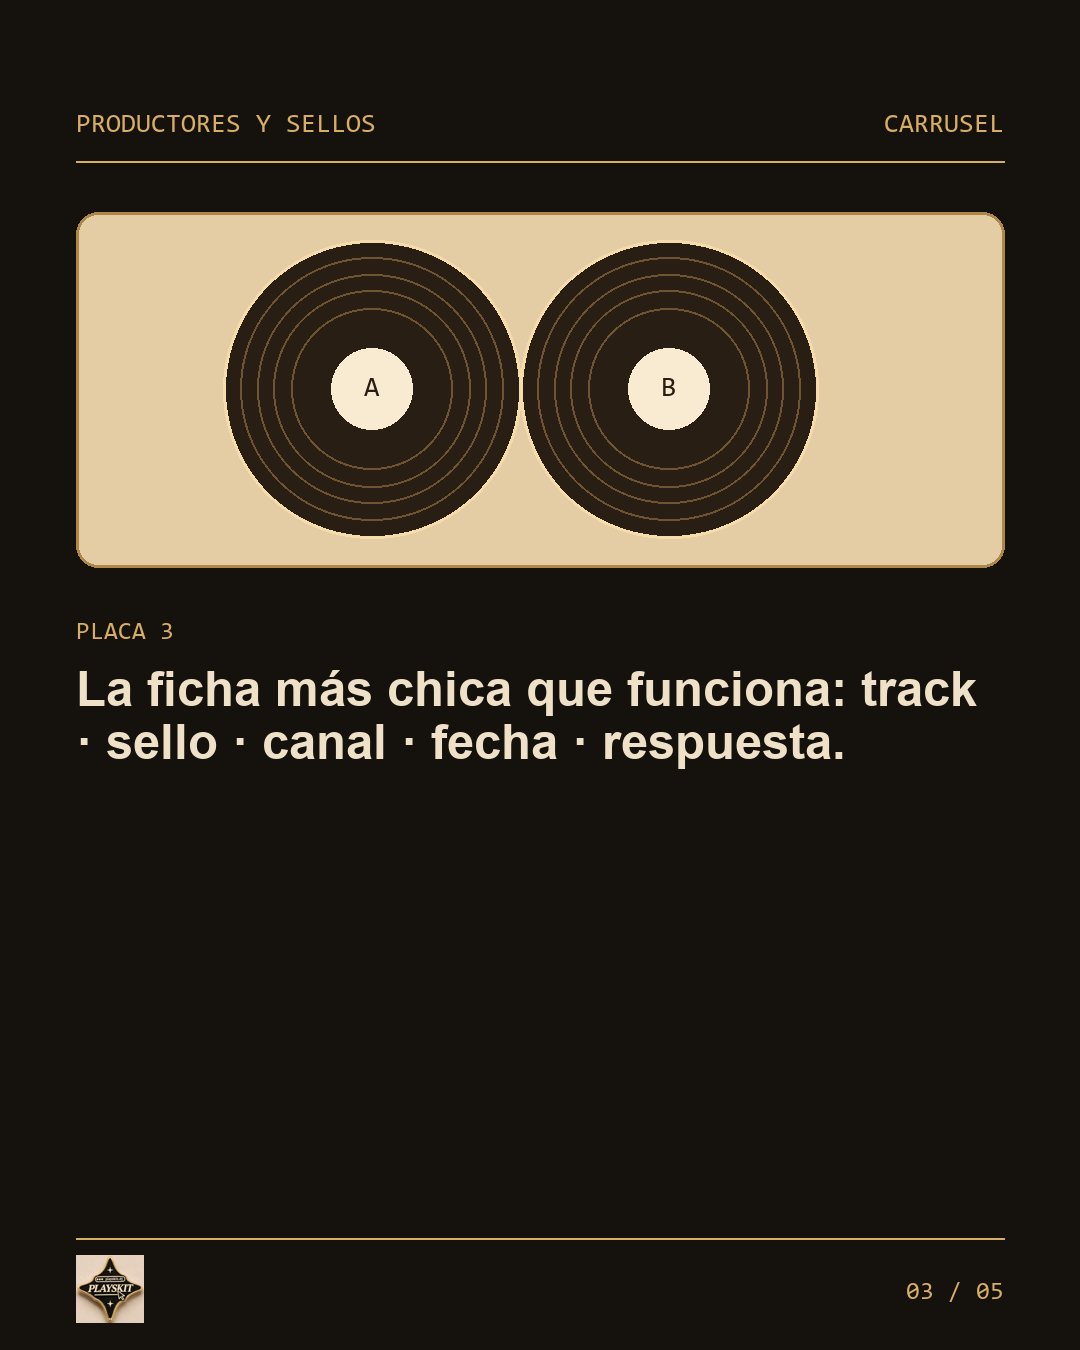 PRODUCTORES Y SELLOS
CARRUSEL
A
B
PLACA 3
La ficha más chica que funciona: track
· sello · canal · fecha · respuesta.
PLAYSKIT
03 / 05